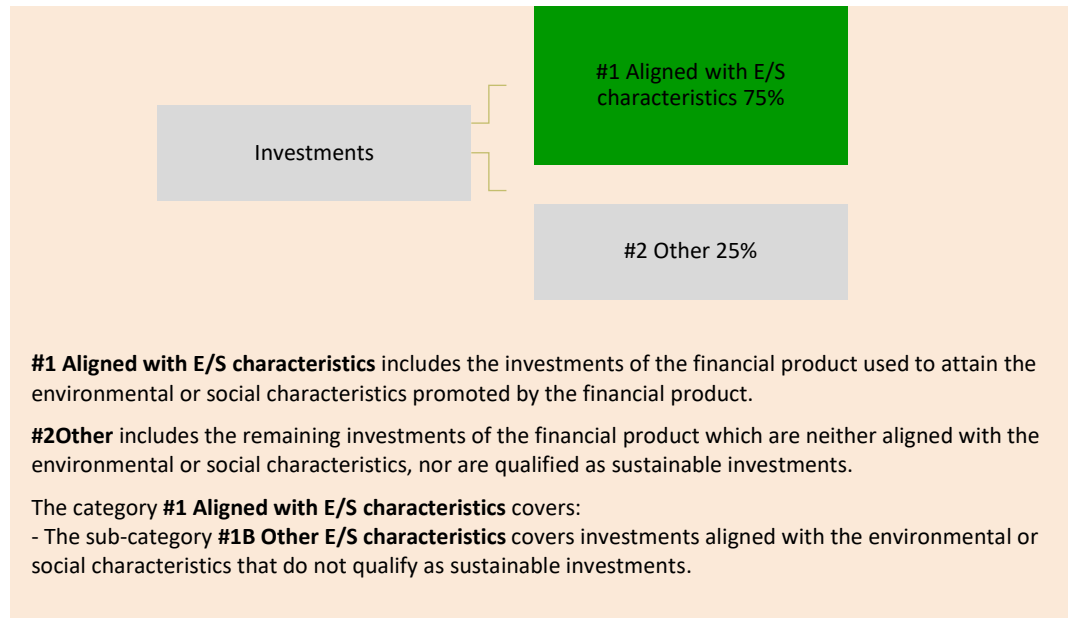 #1 Aligned with E/S
characteristics 75%
Investments
#2 Other 25%
#1 Aligned with E/S characteristics includes the investments of the financial product used to attain the
environmental or social characteristics promoted by the financial product.
#2Other includes the remaining investments of the financial product which are neither aligned with the
environmental or social characteristics, nor are qualified as sustainable investments.
The category #1 Aligned with E/S characteristics covers:
- The sub-category #1B Other E/S characteristics covers investments aligned with the environmental or
social characteristics that do not qualify as sustainable investments.